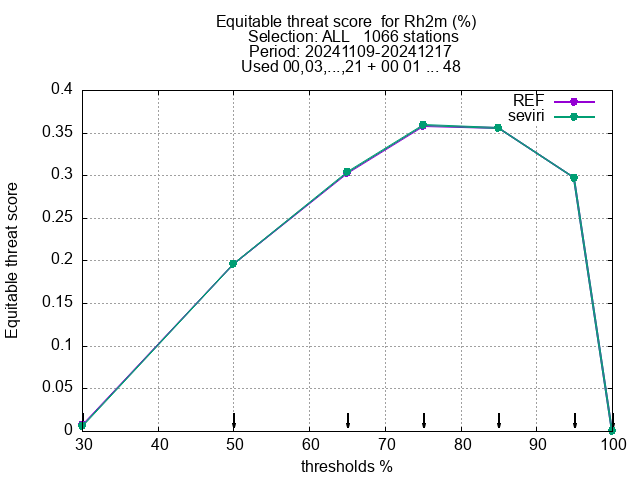 Equitable threat score  for Rh2m (%)
Selection: ALL   1066 stations
Period: 20241109-20241217
Used 00,03,...,21 + 00 01 ... 48
REF
seviri
0.4
0.35
0.3
0.25
0.2
0.15
0.1
0.05
0
Equitable threat score
30 40 50 60 70 80 90 100
thresholds %